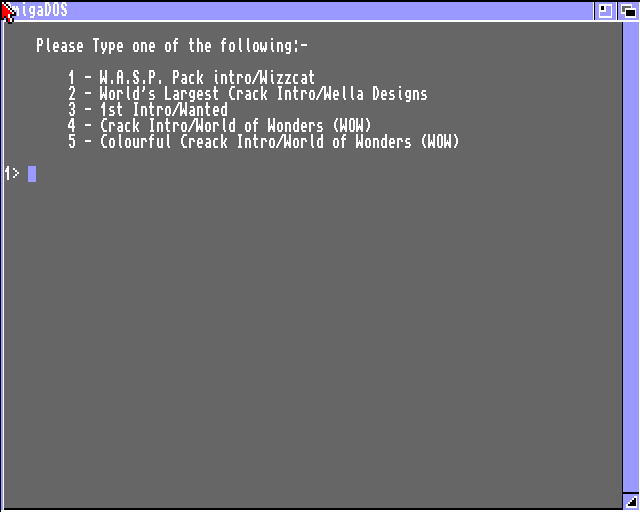 migaDOS
Please Type one of the following:-
1 - W.A.S.P. Pack intro/Wizzcat
2 - World's Largest Crack Intro/Wella Designs
3 - 1st Intro/Wanted
4 - Crack Intro/World of Wonders (WOW)
5 - Colourful Creack Intro/World of Wonders (WOW)
1>